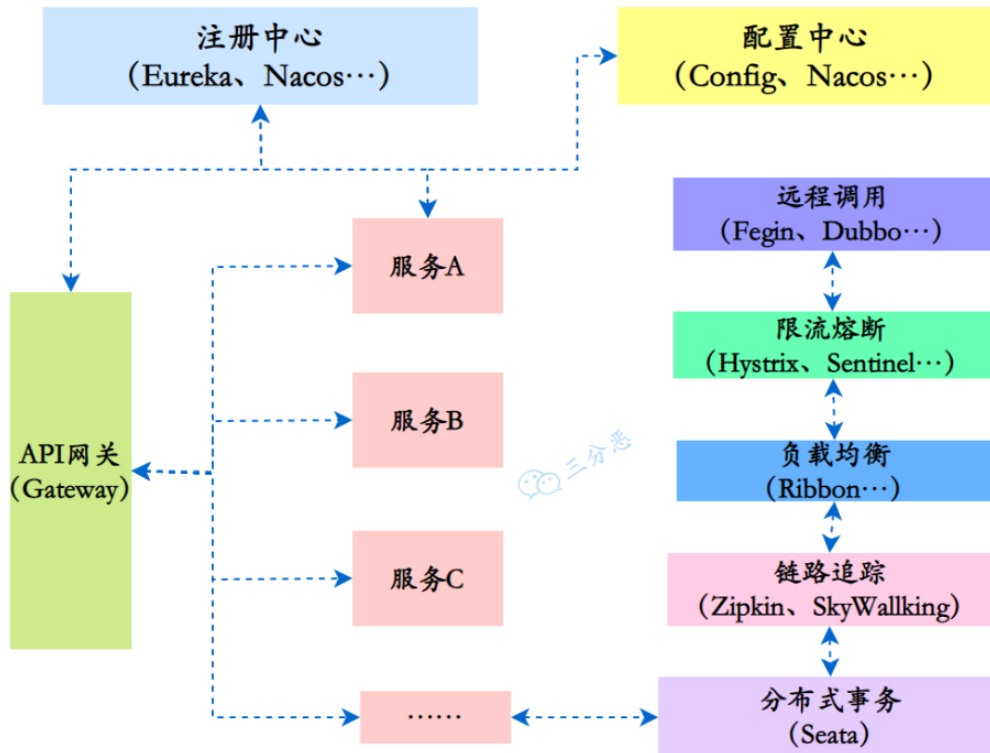 注册中心
（Eureka、Nacos…）
配置中心
（Config、Nacos…）
远程调用
（Fegin、Dubbo…）
服务A
限流熔断
（Hystrix、Sentinel…）
服务B
API网关
（Gateway）
负载均衡
（Ribbon…）
三分恶
服务C
链路追踪
（Zipkin、SkyWallking）
……
分布式事务
（Seata）